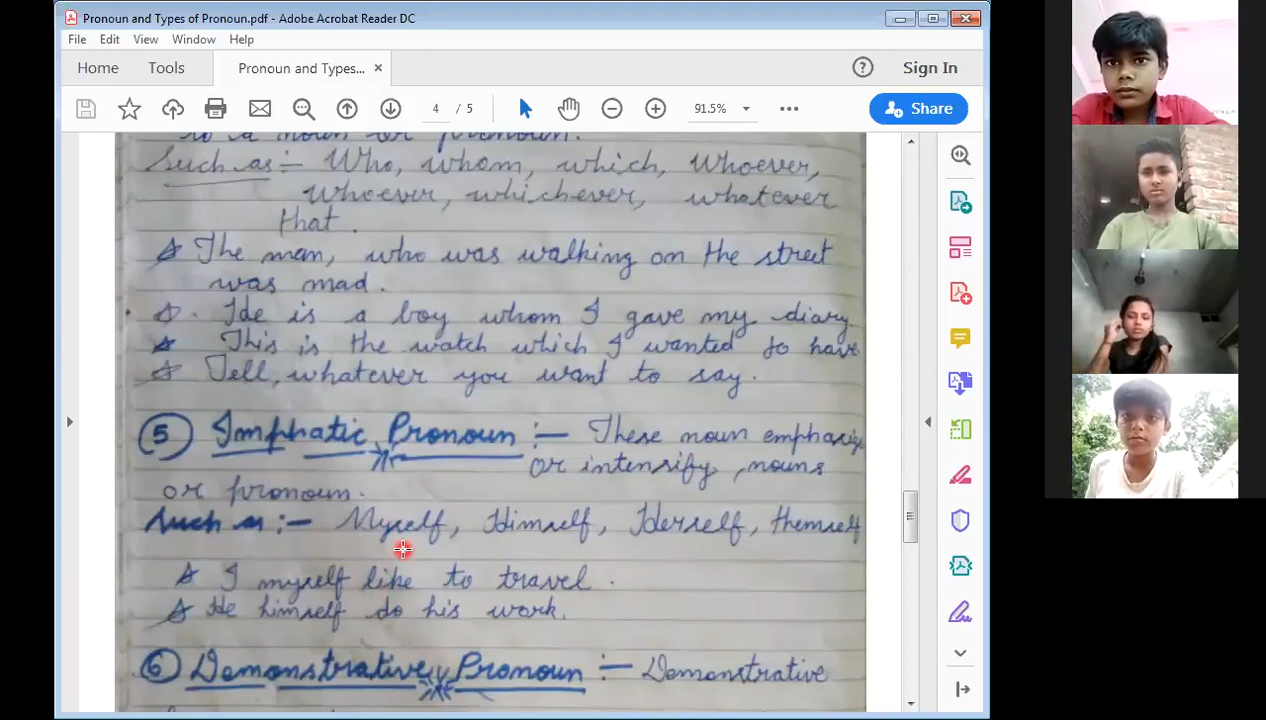 Pronoun and Types of Pronoun.pdf - Adobe Acrobat Reader DC
File Edit View Window Help
Home Tools Pronoun and Types... × Sign In
4 / 5 91.5% Share
to a noun or pronoun.
Such as :- Who, whom, which, Whoever,
Whoever, whichever, whatever
that.
The man, who was walking on the street
was mad.
He is a boy whom I gave my diary.
This is the watch which I wanted to have
Tell, whatever you want to say.
5 Imphatic Pronoun :- These noun emphasiz
or intensify, nouns
or pronoun.
Such as :- Myself, Himself, Herself, themself
I myself like to travel.
He himself do his work.
6 Demonstrative Pronoun :- Demonstrative